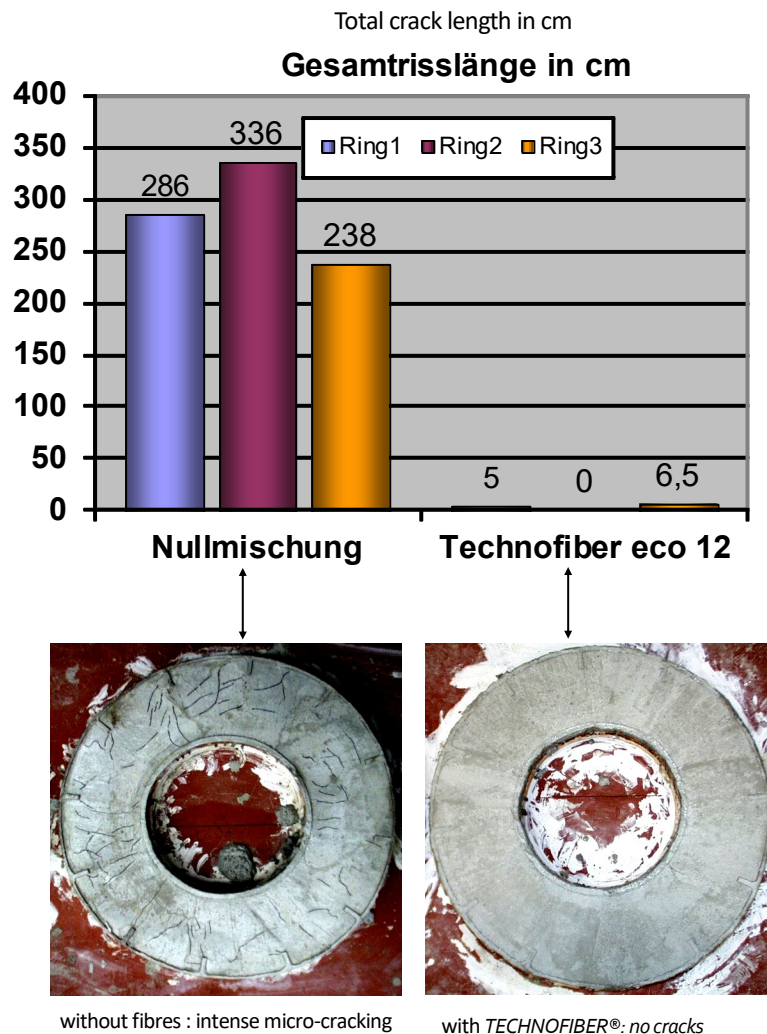 Total crack length in cm
Gesamtrisslänge in cm
400
350
300
250
200
150
100
50
0
Ring1 Ring2 Ring3
286
336
238
5
0
6,5
Nullmischung
Technofiber eco 12
without fibres : intense micro-cracking
with TECHNOFIBER®: no cracks